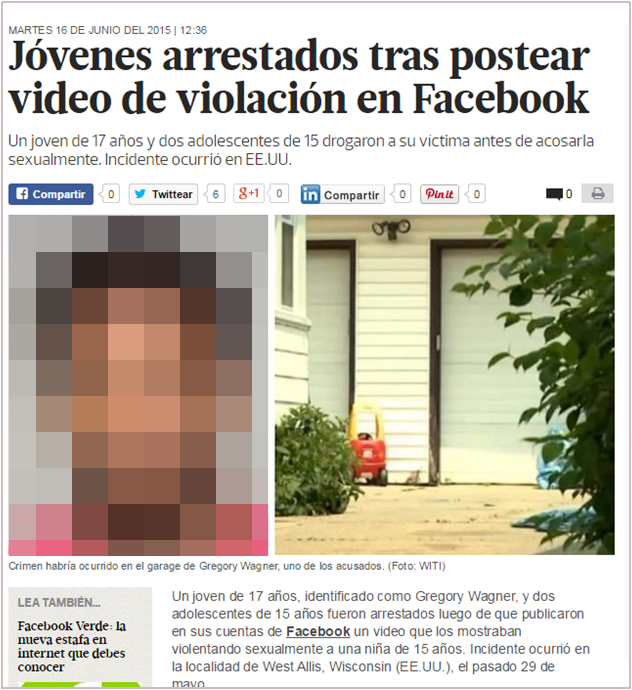 MARTES 16 DE JUNIO DEL 2015 | 12:36
Jóvenes arrestados tras postear
video de violación en Facebook
Un joven de 17 años y dos adolescentes de 15 drogaron a su víctima antes de acosarla
sexualmente. Incidente ocurrió en EE.UU.
Compartir 0 Twittear 6 g+1 0 in Compartir 0 Pin it 0 0
Crimen habría ocurrido en el garage de Gregory Wagner, uno de los acusados. (Foto: WITI)
LEA TAMBIÉN...
Facebook Verde: la
nueva estafa en
internet que debes
conocer
Un joven de 17 años, identificado como Gregory Wagner, y dos
adolescentes de 15 años fueron arrestados luego de que publicaron
en sus cuentas de Facebook un video que los mostraban
violentando sexualmente a una niña de 15 años. Incidente ocurrió en
la localidad de West Allis, Wisconsin (EE.UU.), el pasado 29 de
mayo